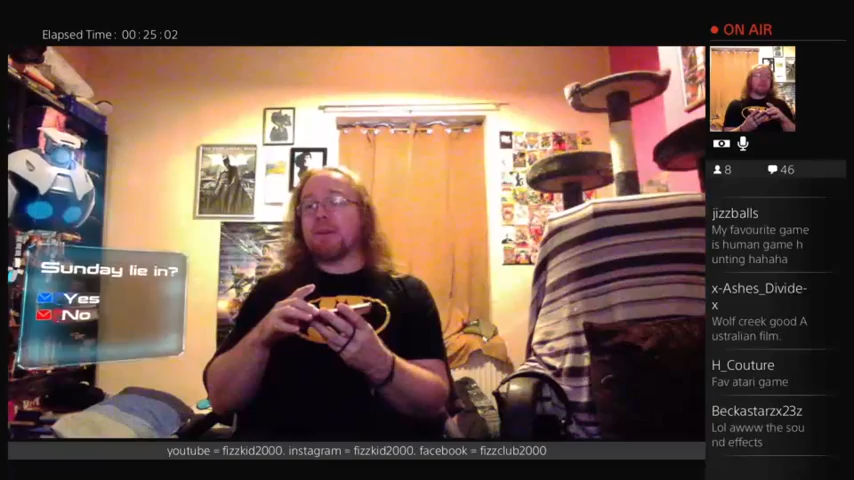 Elapsed Time: 00:25:02
ON AIR
8
46
Sunday lie in?
Yes
No
jizzballs
My favourite game
is human game h
unting hahaha
x-Ashes_Divide-
x
Wolf creek good A
ustralian film.
H_Couture
Fav atari game
Beckastarzx23z
Lol awww the sou
nd effects
youtube = fizzkid2000. instagram = fizzkid2000. facebook = fizzclub2000